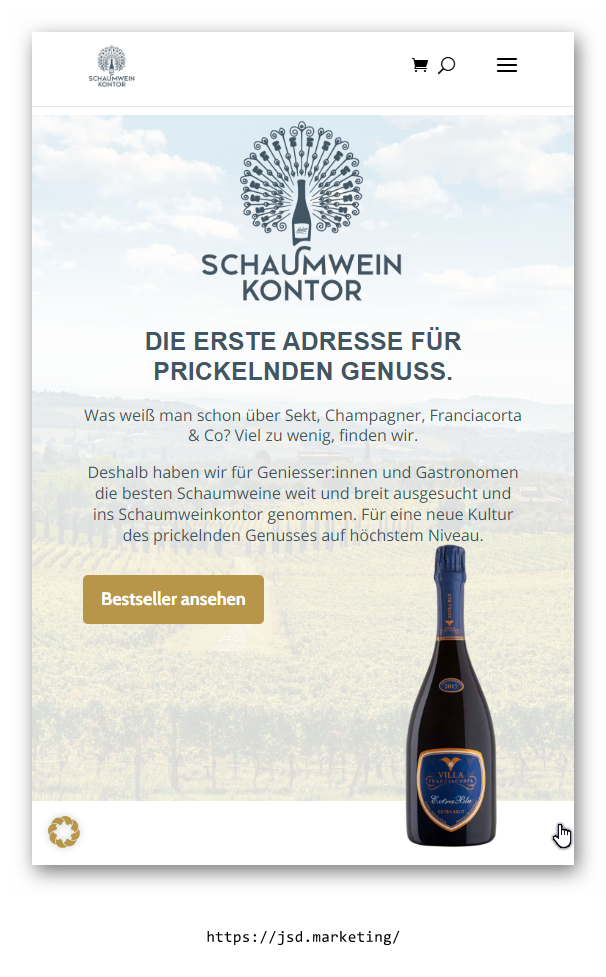 SCHAUMWEIN
KONTOR
SCHAUMWEIN
KONTOR
DIE ERSTE ADRESSE FÜR
PRICKELNDEN GENUSS.
Was weiß man schon über Sekt, Champagner, Franciacorta
& Co? Viel zu wenig, finden wir.
Deshalb haben wir für Geniesser:innen und Gastronomen
die besten Schaumweine weit und breit ausgesucht und
ins Schaumweinkontor genommen. Für eine neue Kultur
des prickelnden Genusses auf höchstem Niveau.
Bestseller ansehen
2015
VILLA
FRANCIACORTA
Extra Blu
EXTRA BRUT
https://jsd.marketing/